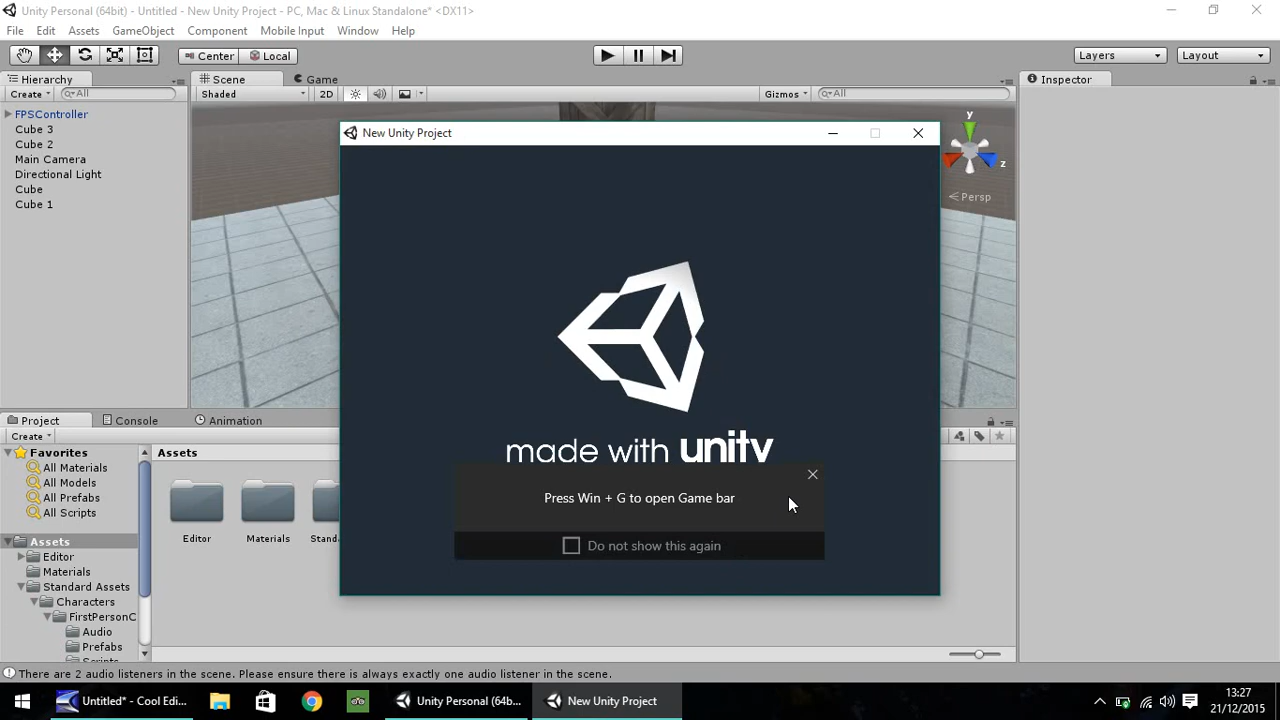 Unity Personal (64bit) - Untitled - New Unity Project - PC, Mac & Linux Standalone* <DX11>
File Edit Assets GameObject Component Mobile Input Window Help
Center Local Layers Layout
Hierarchy Scene Game Inspector
Create All Shaded 2D Gizmos All
FPSController
Cube 3
Cube 2
Main Camera
Directional Light
Cube
Cube 1
y
z
Persp
New Unity Project
made with unity
Press Win + G to open Game bar
Do not show this again
Project Console Animation
Create
Favorites
All Materials
All Models
All Prefabs
All Scripts
Assets
Editor
Materials
Standard Assets
Characters
FirstPersonC
Audio
Prefabs
Assets
Editor Materials Standa
There are 2 audio listeners in the scene. Please ensure there is always exactly one audio listener in the scene.
Untitled* - Cool Edi... Unity Personal (64b... New Unity Project
13:27
21/12/2015